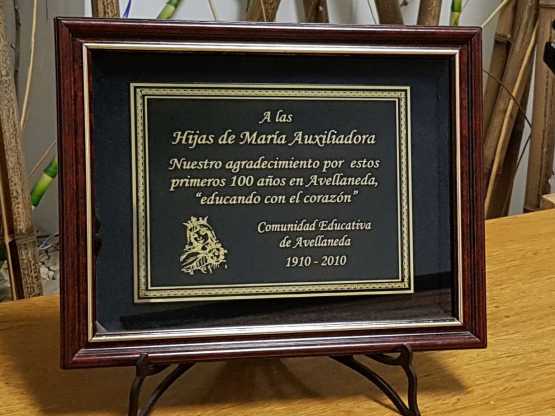 A las
Hijas de María Auxiliadora
Nuestro agradecimiento por estos
primeros 100 años en Avellaneda,
"educando con el corazón"
Comunidad Educativa
de Avellaneda
1910 - 2010